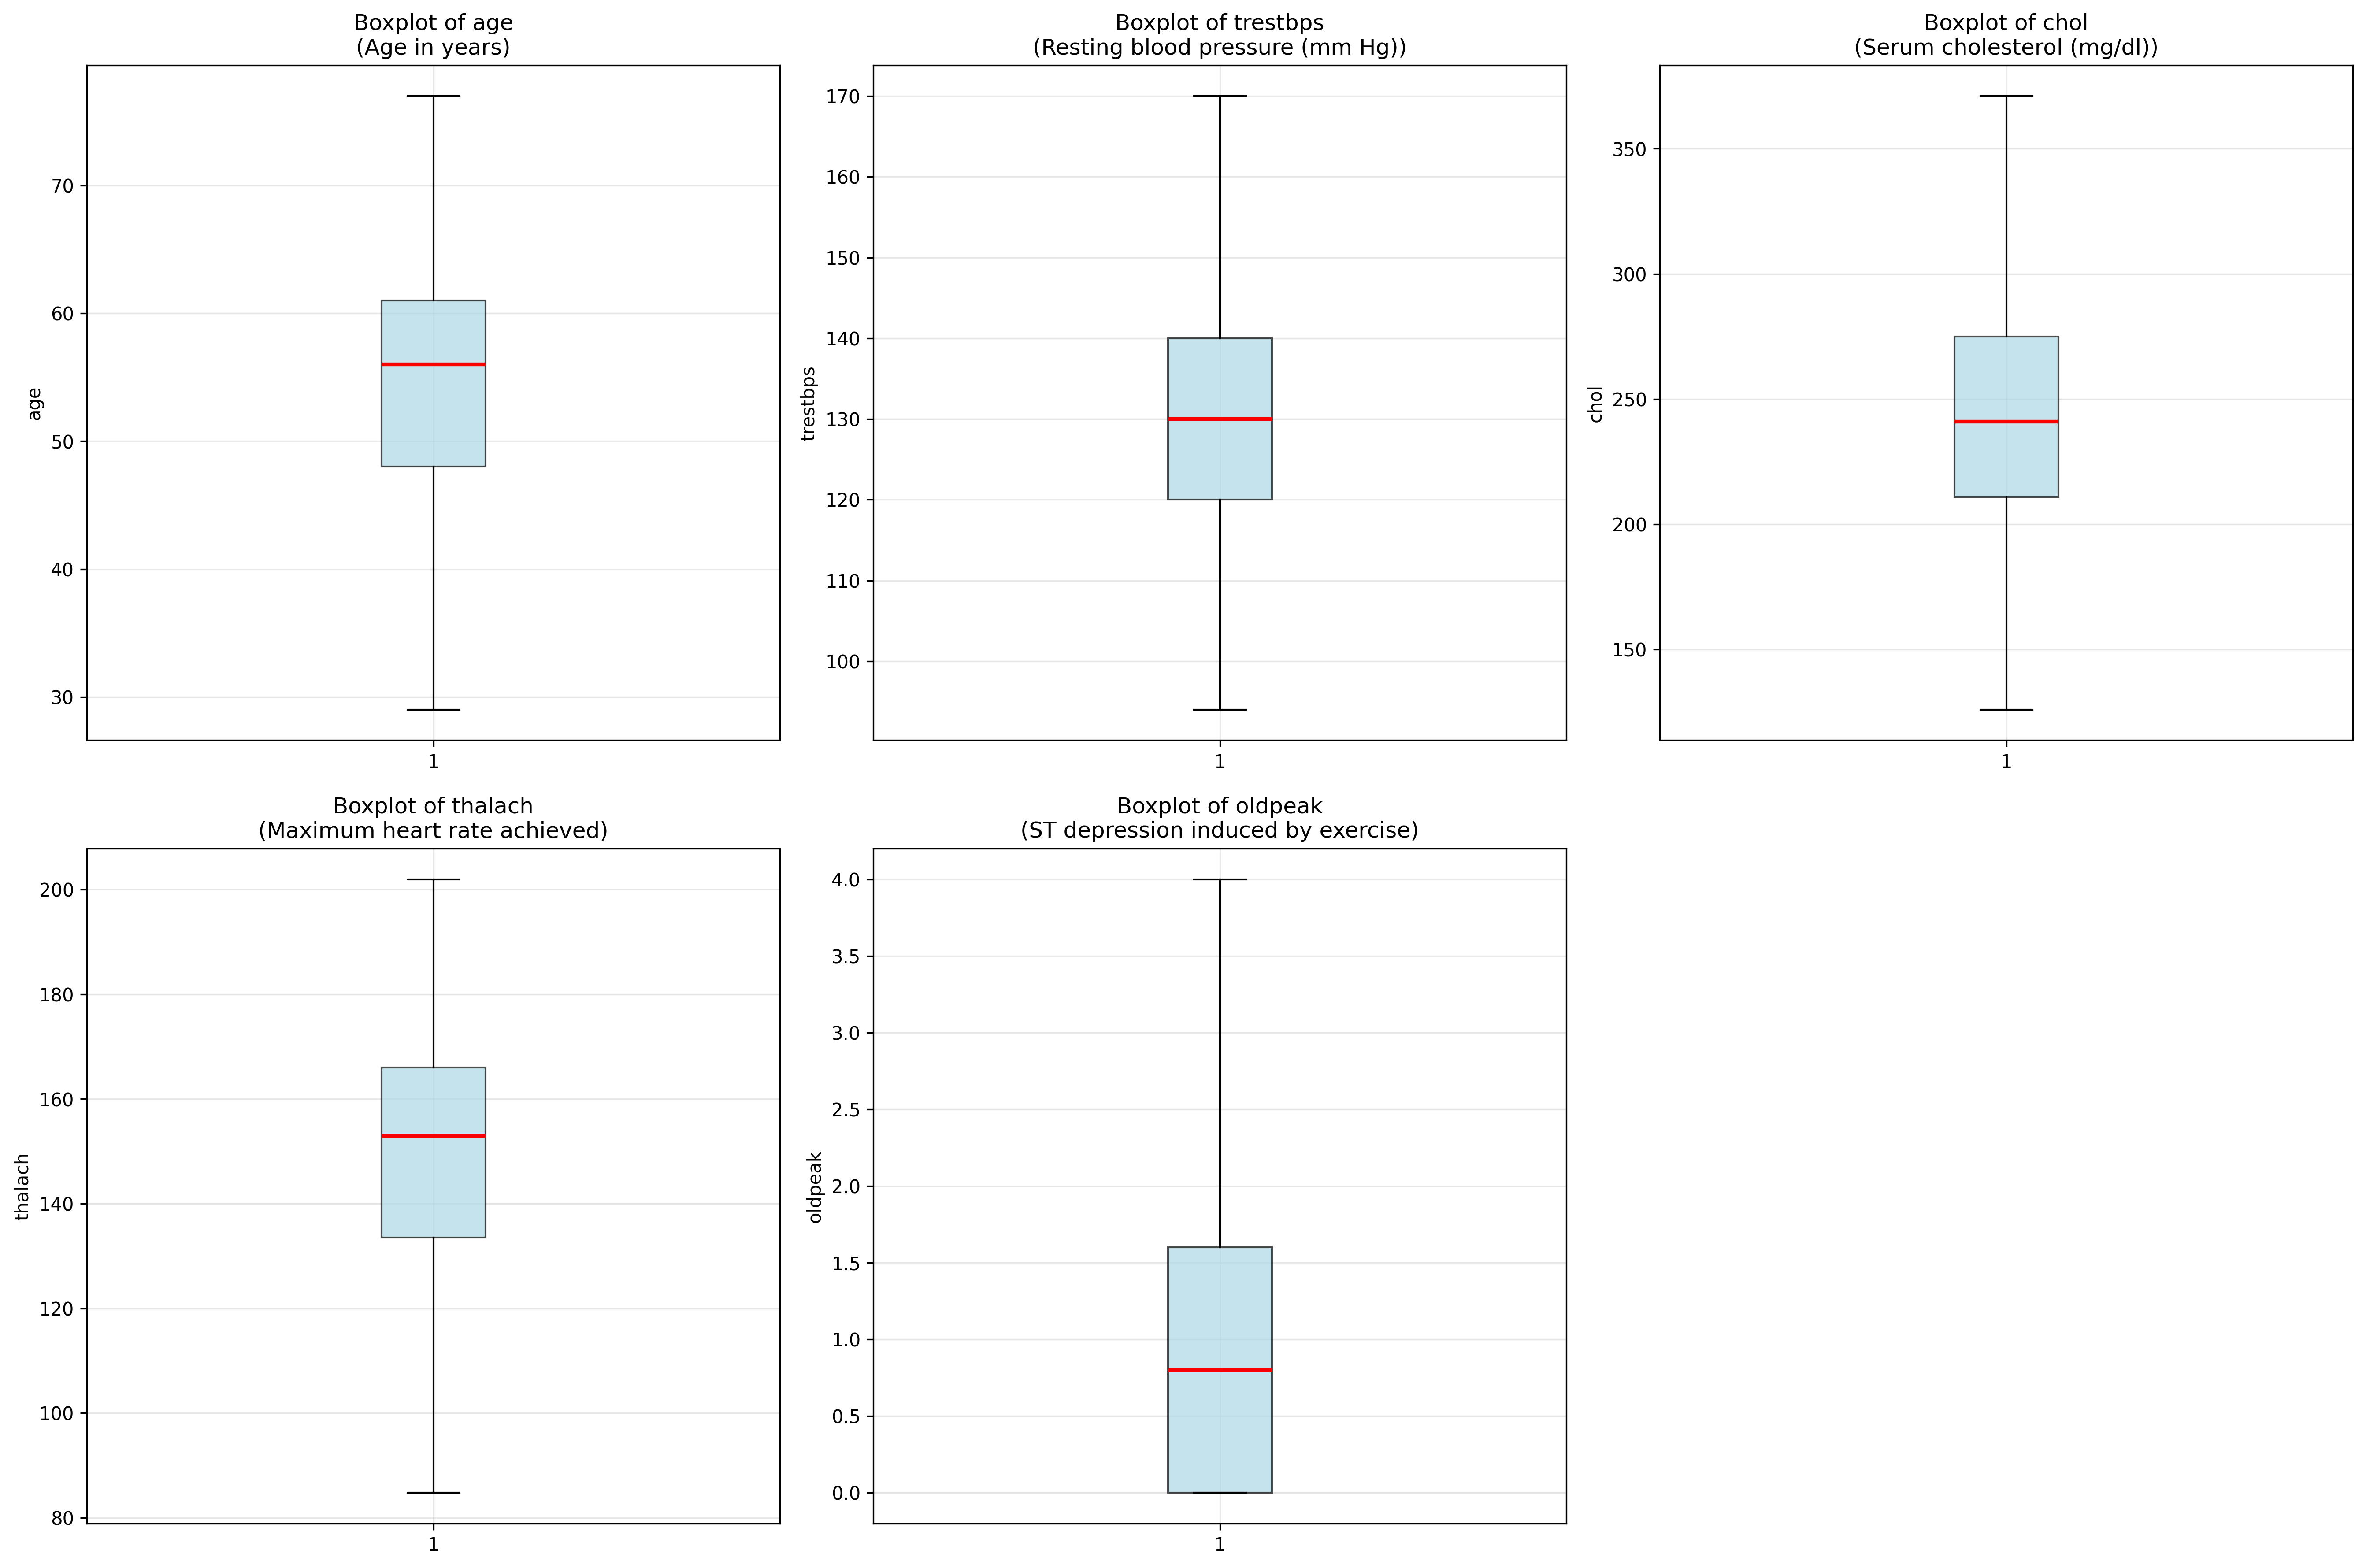 Boxplot of age
(Age in years)
age
70
60
50
40
30
1
Boxplot of trestbps
(Resting blood pressure (mm Hg))
trestbps
170
160
150
140
130
120
110
100
1
Boxplot of chol
(Serum cholesterol (mg/dl))
chol
350
300
250
200
150
1
Boxplot of thalach
(Maximum heart rate achieved)
thalach
200
180
160
140
120
100
80
1
Boxplot of oldpeak
(ST depression induced by exercise)
oldpeak
4.0
3.5
3.0
2.5
2.0
1.5
1.0
0.5
0.0
1